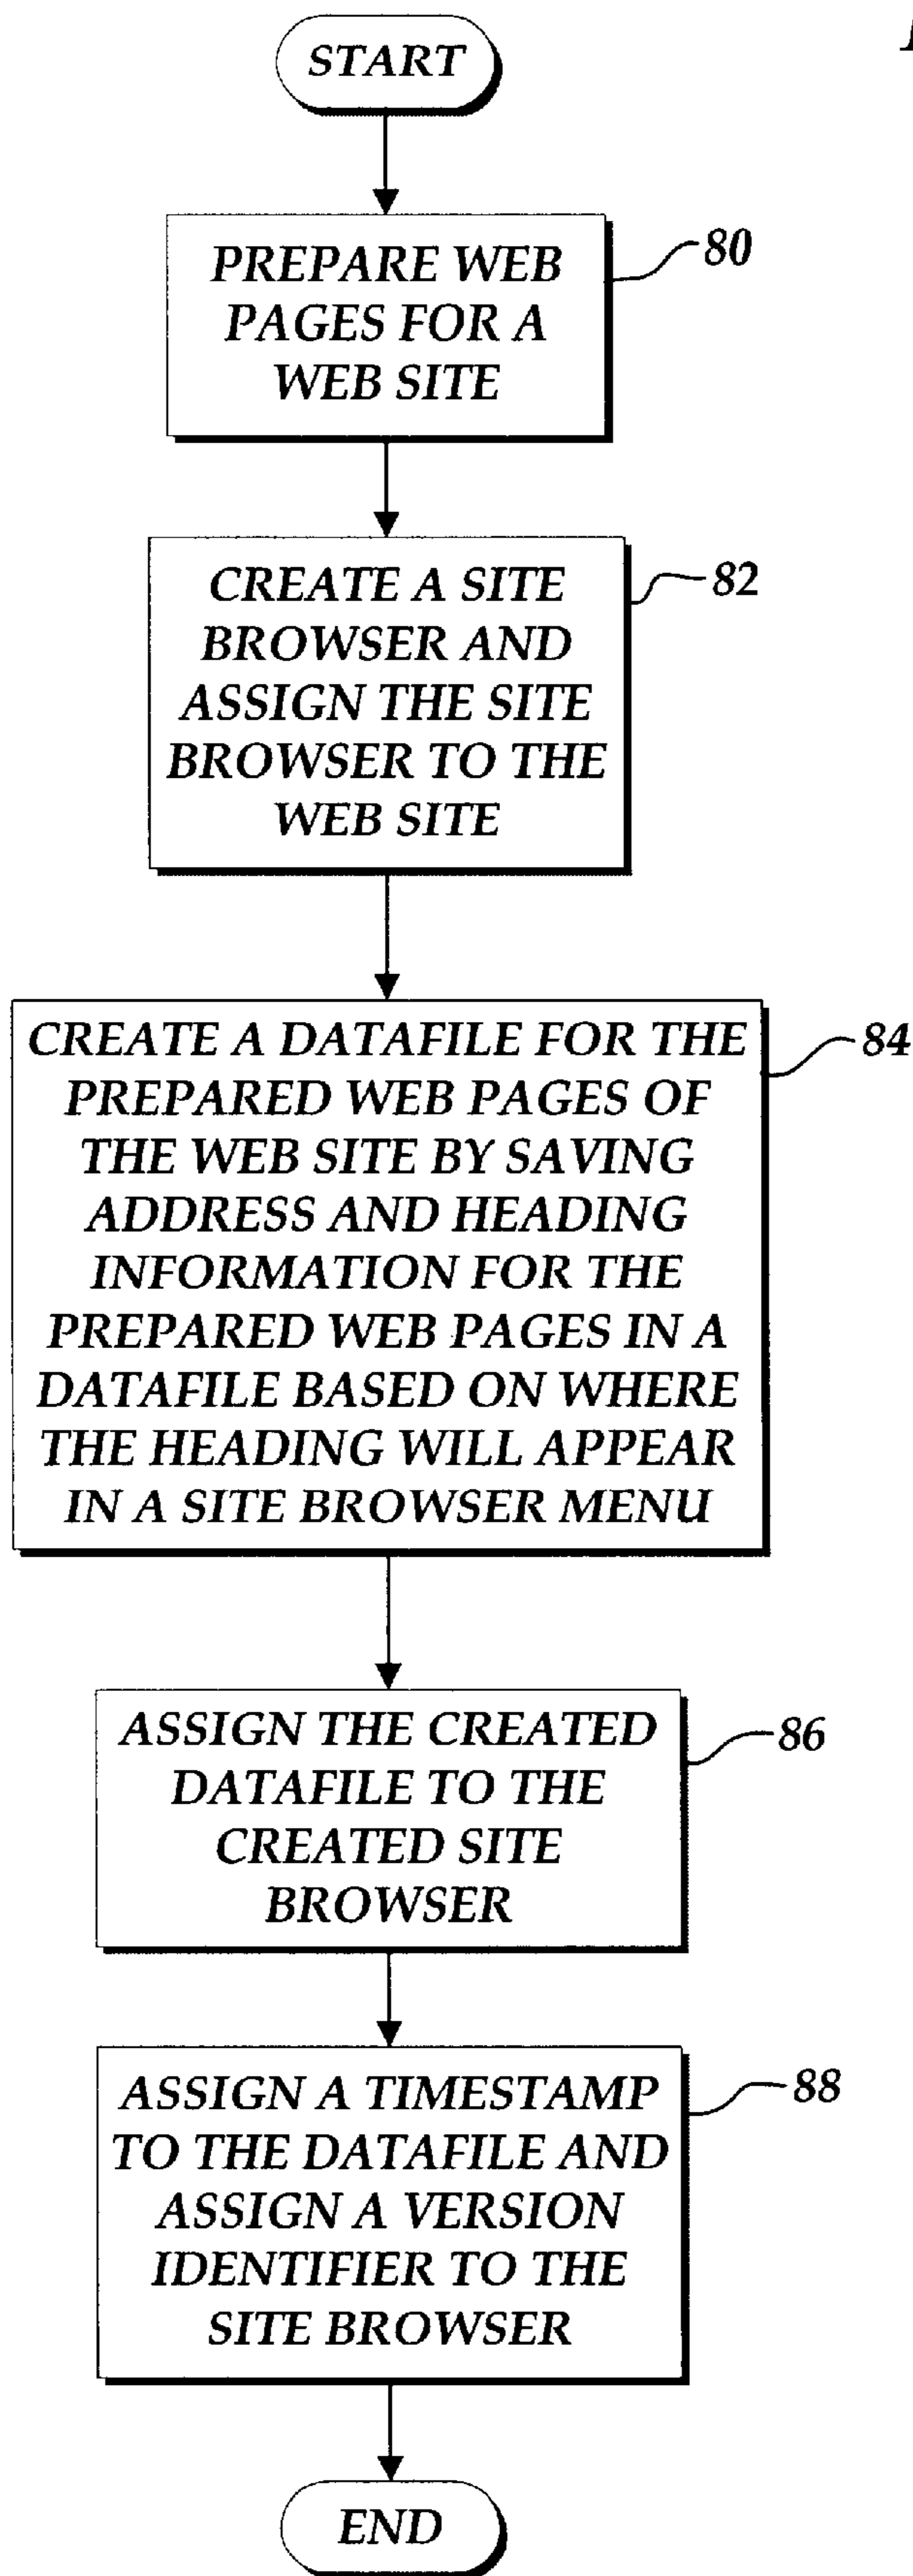 START
PREPARE WEB
PAGES FOR A
WEB SITE
80
CREATE A SITE
BROWSER AND
ASSIGN THE SITE
BROWSER TO THE
WEB SITE
82
CREATE A DATAFILE FOR THE
PREPARED WEB PAGES OF
THE WEB SITE BY SAVING
ADDRESS AND HEADING
INFORMATION FOR THE
PREPARED WEB PAGES IN A
DATAFILE BASED ON WHERE
THE HEADING WILL APPEAR
IN A SITE BROWSER MENU
84
ASSIGN THE CREATED
DATAFILE TO THE
CREATED SITE
BROWSER
86
ASSIGN A TIMESTAMP
TO THE DATAFILE AND
ASSIGN A VERSION
IDENTIFIER TO THE
SITE BROWSER
88
END